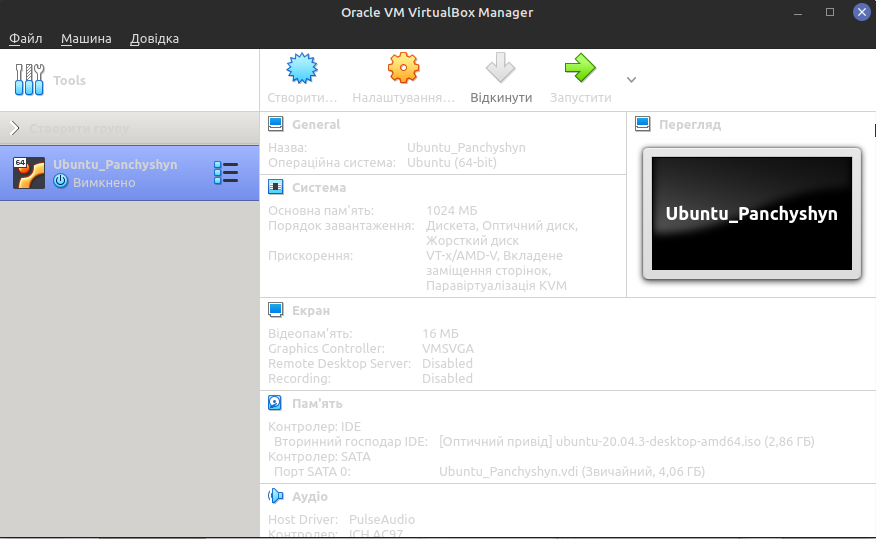 Oracle VM VirtualBox Manager
Файл Машина Довідка
Tools
Створити... Налаштування... Відкинути Запустити
Створити групу
64
Ubuntu_Panchyshyn
Вимкнено
General
Назва: Ubuntu_Panchyshyn
Операційна система: Ubuntu (64-bit)
Перегляд
Ubuntu_Panchyshyn
Система
Основна пам'ять: 1024 МБ
Порядок завантаження: Дискета, Оптичний диск,
Жорсткий диск
Прискорення: VT-x/AMD-V, Вкладене
заміщення сторінок,
Паравіртуалізація KVM
Екран
Відеопам'ять: 16 МБ
Graphics Controller: VMSVGA
Remote Desktop Server: Disabled
Recording: Disabled
Пам'ять
Контролер: IDE
Вторинний господар IDE: [Оптичний привід] ubuntu-20.04.3-desktop-amd64.iso (2,86 ГБ)
Контролер: SATA
Порт SATA 0: Ubuntu_Panchyshyn.vdi (Звичайний, 4,06 ГБ)
Аудіо
Host Driver: PulseAudio
Контролер: ICH AC97